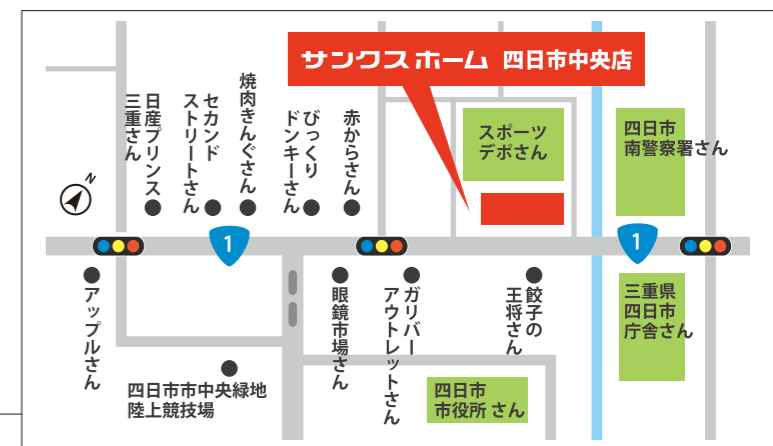 サンクスホーム 四日市中央店
日産プリンス
三重さん
セカンド
ストリートさん
焼肉きんぐさん
びっくり
ドンキーさん
赤からさん
スポーツ
デポさん
四日市
南警察署さん
N
1
1
アップルさん
四日市市中央緑地
陸上競技場
眼鏡市場さん
ガリバー
アウトレットさん
餃子の
王将さん
四日市
市役所 さん
三重県
四日市
庁舎さん